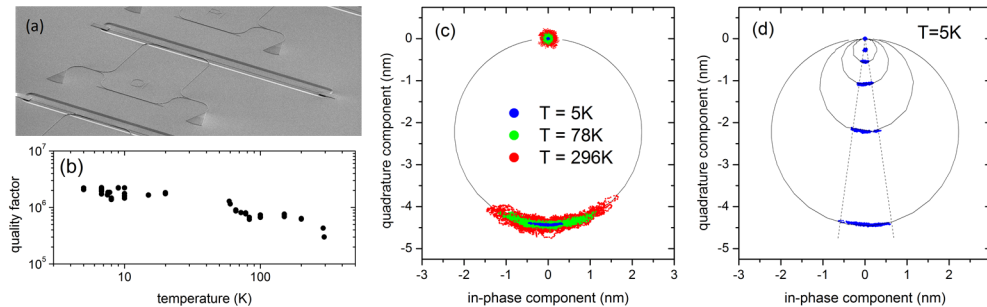 (a)
(b)
10^7
10^6
10^5
quality factor
10
100
temperature (K)
(c)
0
-1
-2
-3
-4
-5
quadrature component (nm)
T = 5K
T = 78K
T = 296K
-3
-2
-1
0
1
2
3
in-phase component (nm)
(d)
T=5K
0
-1
-2
-3
-4
-5
quadrature component (nm)
-3
-2
-1
0
1
2
3
in-phase component (nm)